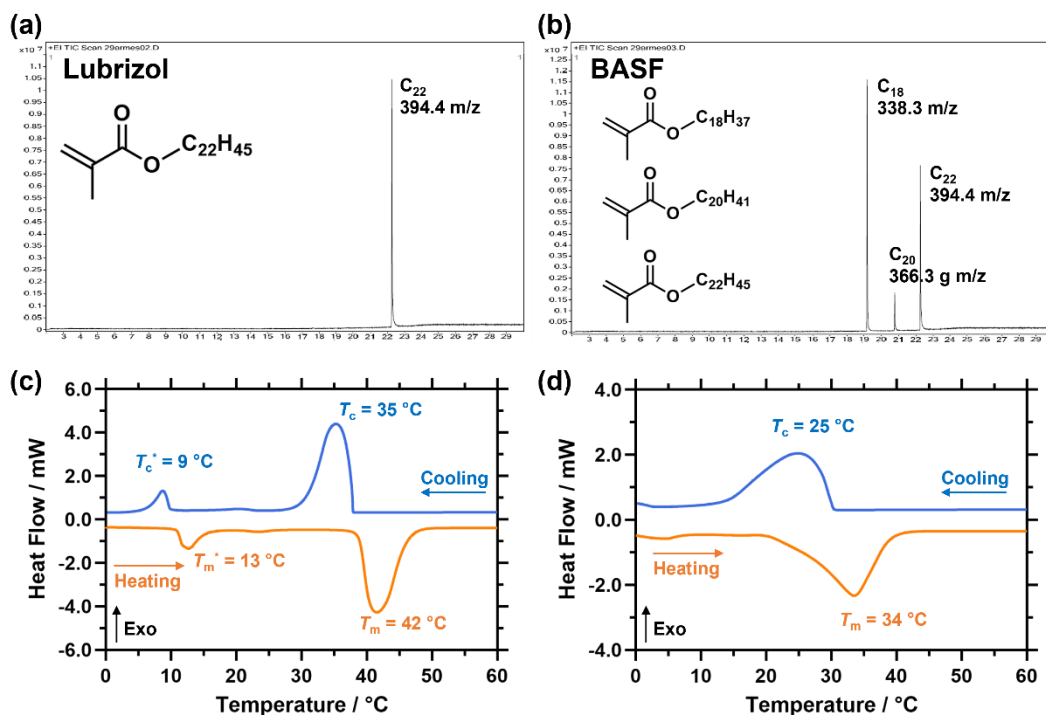 (a)
+EI TIC Scan 29ormes02.D
x10⁷
1
1
Lubrizol
C₂₂
394.4 m/z
O
O
C₂₂H₄₅
1.1
1.05
1
0.95
0.9
0.85
0.8
0.75
0.7
0.65
0.6
0.55
0.5
0.45
0.4
0.35
0.3
0.25
0.2
0.15
0.1
0.05
0
3 4 5 6 7 8 9 10 11 12 13 14 15 16 17 18 19 20 21 22 23 24 25 26 27 28 29
(b)
+EI TIC Scan 29ormes03.D
x10⁷
1
1
BASF
C₁₈
338.3 m/z
C₂₂
394.4 m/z
C₂₀
366.3 g m/z
O
O
C₁₈H₃₇
O
O
C₂₀H₄₁
O
O
C₂₂H₄₅
1.25
1.2
1.15
1.1
1.05
1
0.95
0.9
0.85
0.8
0.75
0.7
0.65
0.6
0.55
0.5
0.45
0.4
0.35
0.3
0.25
0.2
0.15
0.1
0.05
0
3 4 5 6 7 8 9 10 11 12 13 14 15 16 17 18 19 20 21 22 23 24 25 26 27 28 29
(c)
Heat Flow / mW
6.0
4.0
2.0
0.0
-2.0
-4.0
-6.0
Tc = 35 °C
Tc* = 9 °C
Cooling
Tm* = 13 °C
Heating
Exo
Tm = 42 °C
0 10 20 30 40 50 60
Temperature / °C
(d)
Heat Flow / mW
4.0
2.0
0.0
-2.0
-4.0
Tc = 25 °C
Cooling
Heating
Exo
Tm = 34 °C
0 10 20 30 40 50 60
Temperature / °C